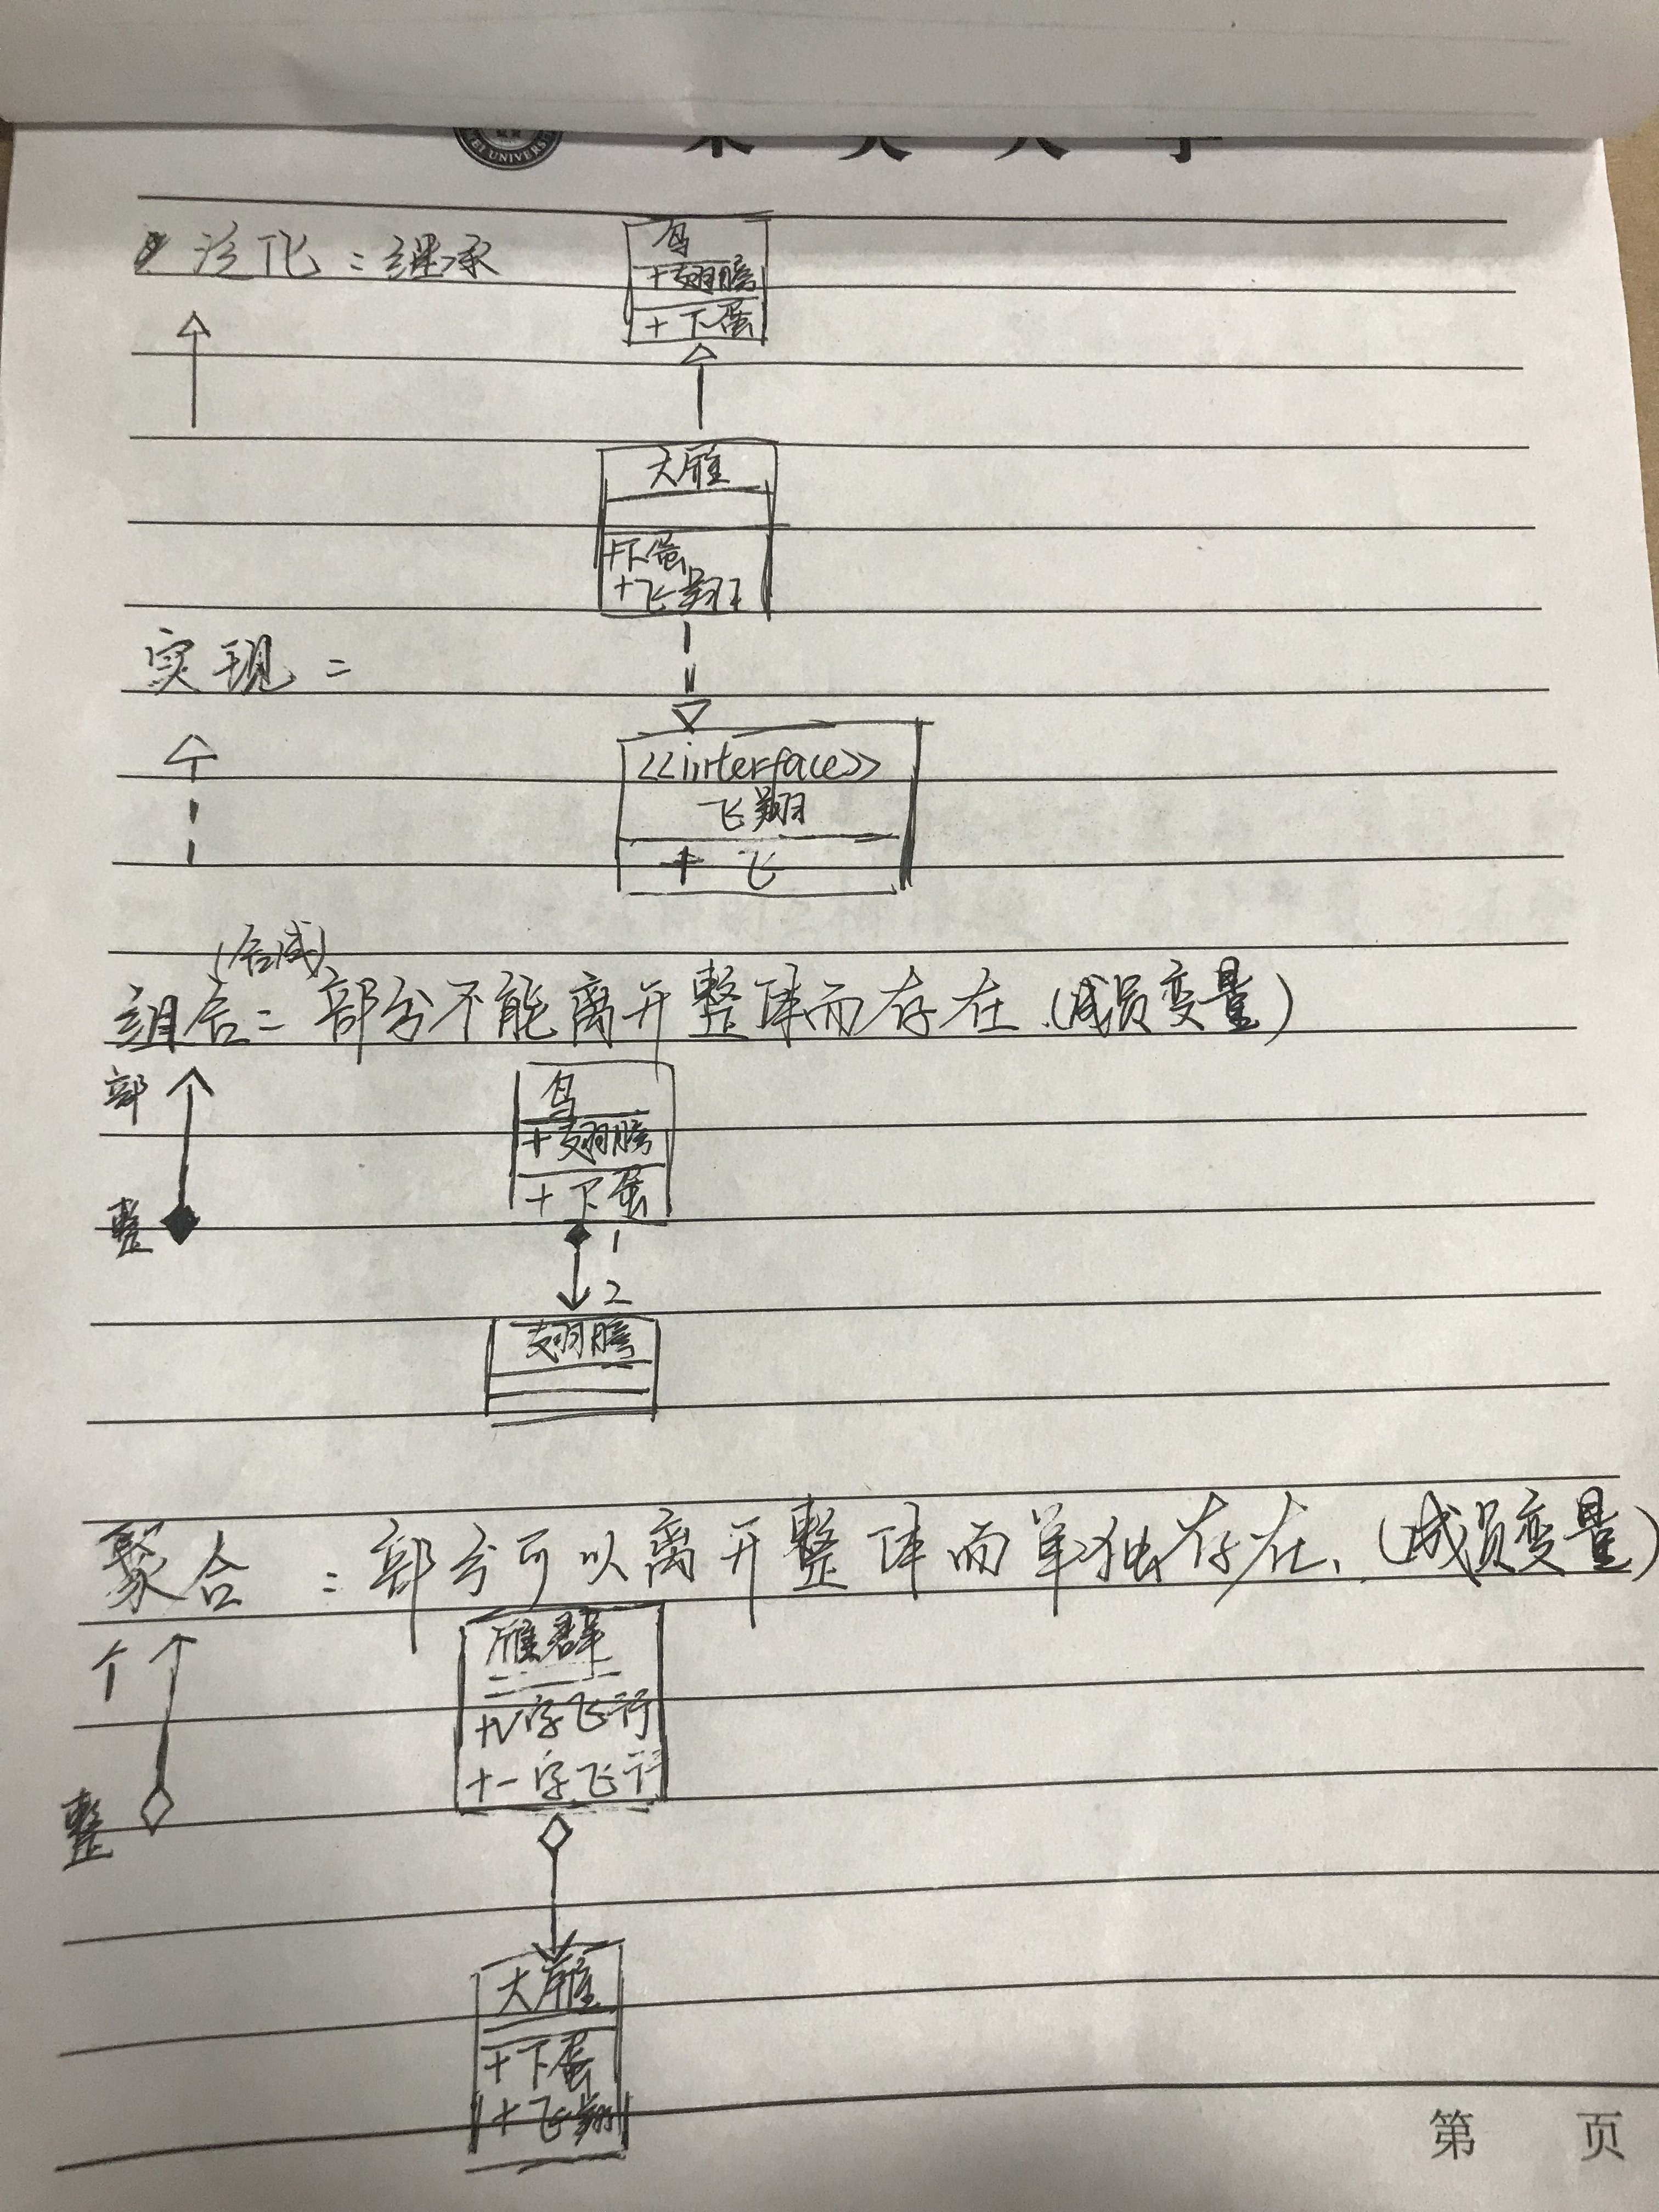 泛化：继承
鸟
+翅膀
+下蛋
大雁
+下蛋
+飞翔
实现：
<<interface>>
飞翔
+ 飞
(合成)
组合：部分不能离开整体而存在.(成员变量)
部
整
鸟
+翅膀
+下蛋
1
2
翅膀
聚合：部分可以离开整体而单独存在.(成员变量)
个
整
雁群
+V字飞行
+一字飞行
大雁
+下蛋
+飞翔
第 页